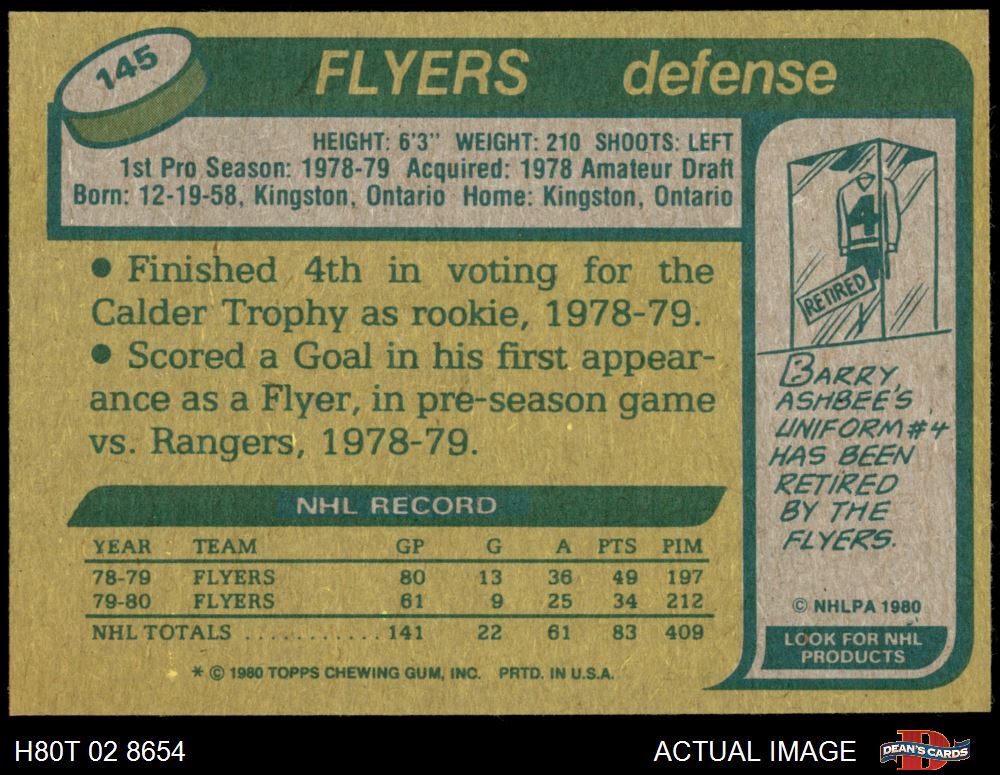 145
FLYERS defense
HEIGHT: 6'3" WEIGHT: 210 SHOOTS: LEFT
1st Pro Season: 1978-79 Acquired: 1978 Amateur Draft
Born: 12-19-58, Kingston, Ontario Home: Kingston, Ontario
• Finished 4th in voting for the
Calder Trophy as rookie, 1978-79.
• Scored a Goal in his first appear-
ance as a Flyer, in pre-season game
vs. Rangers, 1978-79.
NHL RECORD
YEAR TEAM GP G A PTS PIM
78-79 FLYERS 80 13 36 49 197
79-80 FLYERS 61 9 25 34 212
NHL TOTALS ........... 141 22 61 83 409
* © 1980 TOPPS CHEWING GUM, INC. PRTD. IN U.S.A.
4
RETIRED
BARRY
ASHBEE'S
UNIFORM #4
HAS BEEN
RETIRED
BY THE
FLYERS.
© NHLPA 1980
LOOK FOR NHL
PRODUCTS
H80T 02 8654
ACTUAL IMAGE
D
DEAN'S CARDS